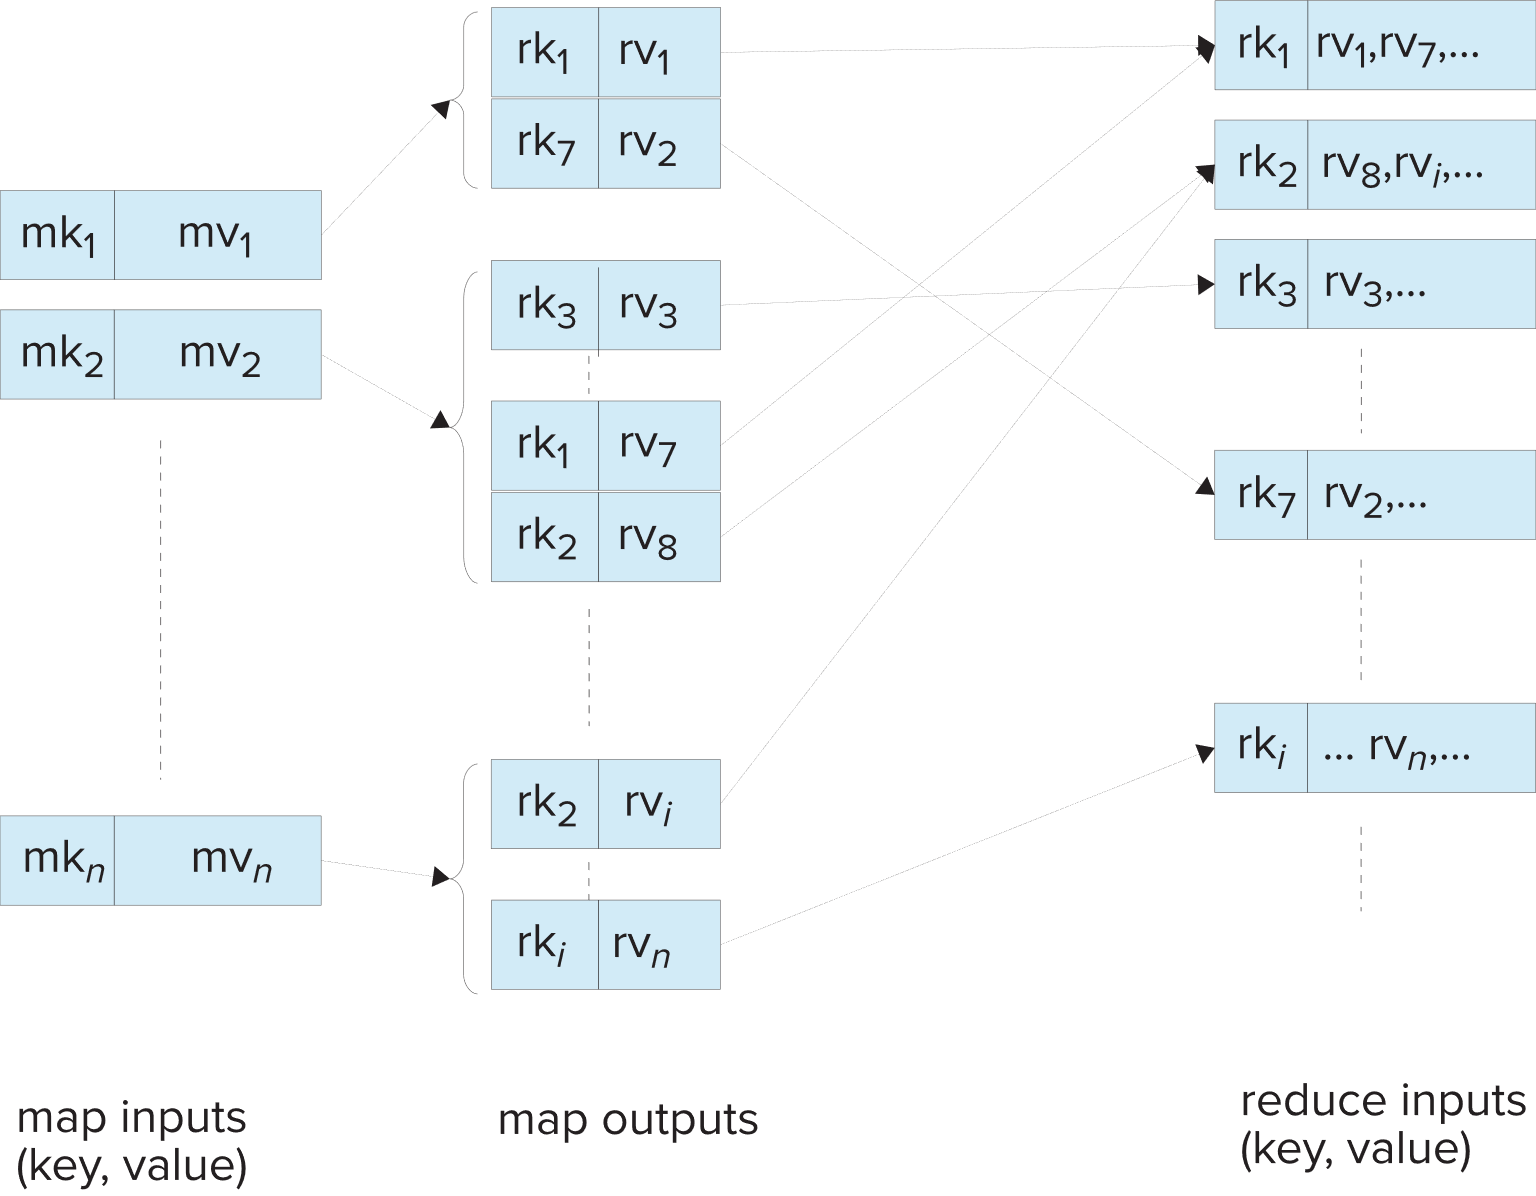 mk₁ mv₁
mk₂ mv₂
mkₙ mvₙ
map inputs
(key, value)
rk₁ rv₁
rk₇ rv₂
rk₃ rv₃
rk₁ rv₇
rk₂ rv₈
rk₂ rvᵢ
rkᵢ rvₙ
map outputs
rk₁ rv₁,rv₇,...
rk₂ rv₈,rvᵢ,...
rk₃ rv₃,...
rk₇ rv₂,...
rkᵢ ... rvₙ,...
reduce inputs
(key, value)